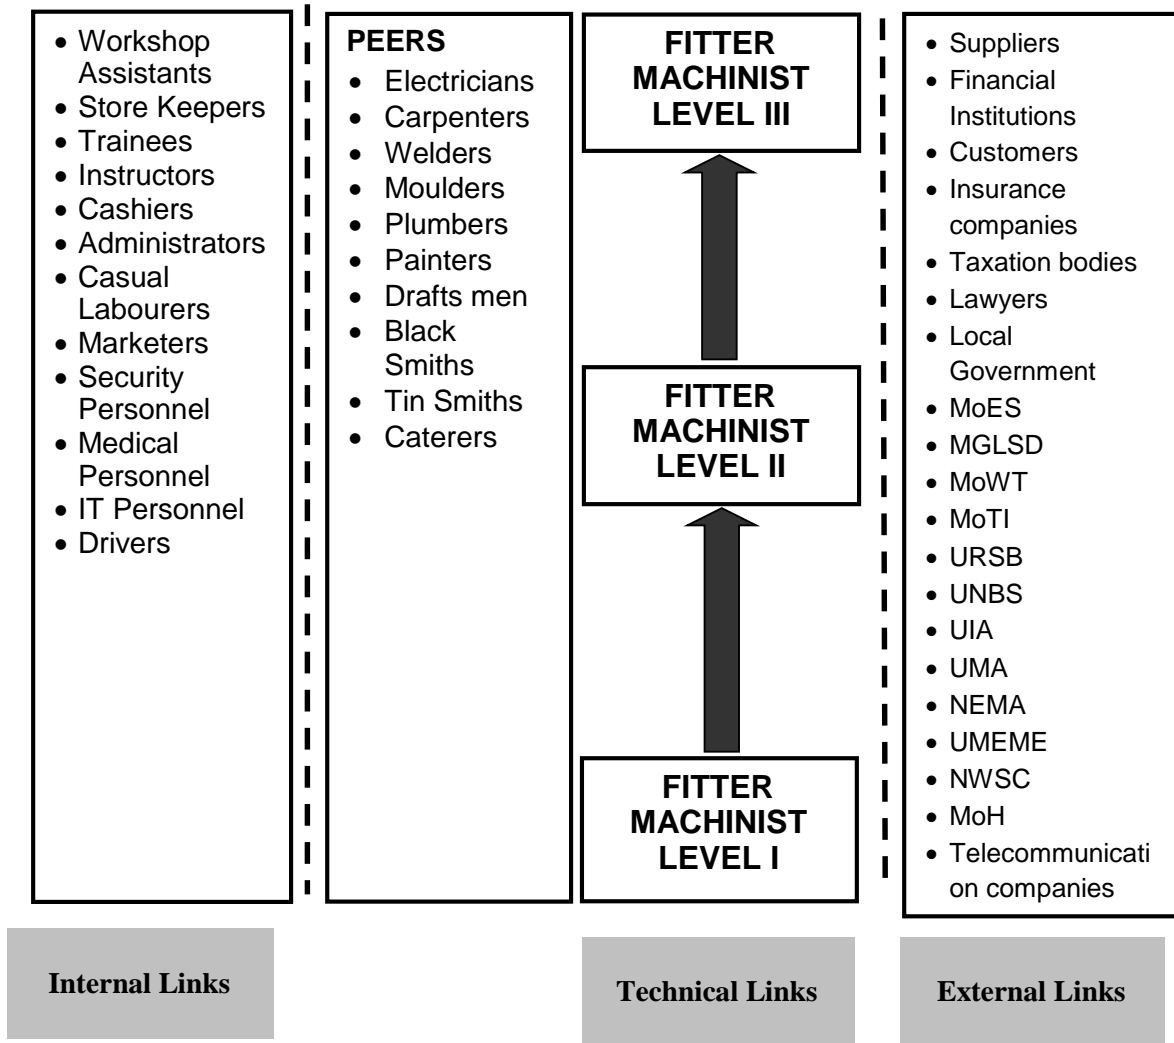 • Workshop
Assistants
• Store Keepers
• Trainees
• Instructors
• Cashiers
• Administrators
• Casual
Labourers
• Marketers
• Security
Personnel
• Medical
Personnel
• IT Personnel
• Drivers
PEERS
• Electricians
• Carpenters
• Welders
• Moulders
• Plumbers
• Painters
• Drafts men
• Black
Smiths
• Tin Smiths
• Caterers
FITTER
MACHINIST
LEVEL III
FITTER
MACHINIST
LEVEL II
FITTER
MACHINIST
LEVEL I
• Suppliers
• Financial
Institutions
• Customers
• Insurance
companies
• Taxation bodies
• Lawyers
• Local
Government
• MoES
• MGLSD
• MoWT
• MoTI
• URSB
• UNBS
• UIA
• UMA
• NEMA
• UMEME
• NWSC
• MoH
• Telecommunicati
on companies
Internal Links
Technical Links
External Links